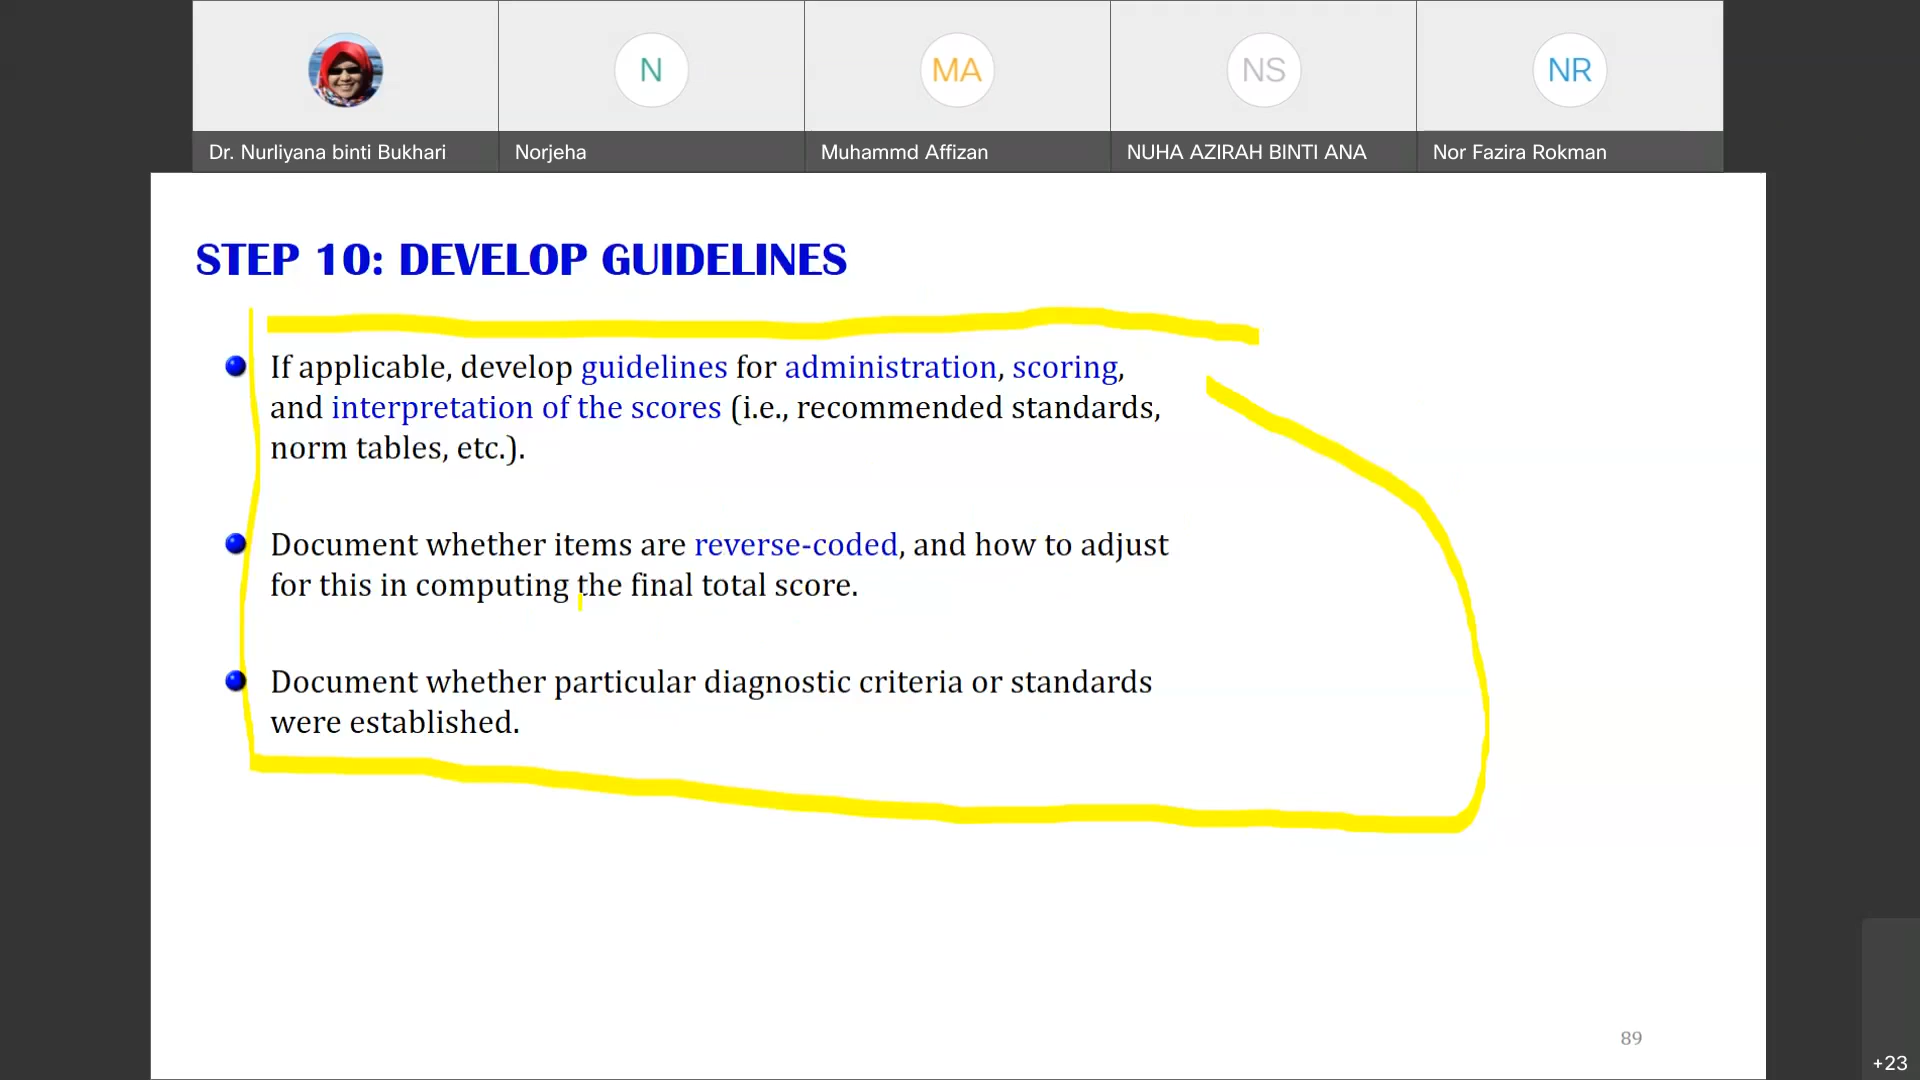 N
MA
NS
NR
Dr. Nurliyana binti Bukhari
Norjeha
Muhammd Affizan
NUHA AZIRAH BINTI ANA
Nor Fazira Rokman
STEP 10: DEVELOP GUIDELINES
If applicable, develop guidelines for administration, scoring,
and interpretation of the scores (i.e., recommended standards,
norm tables, etc.).
Document whether items are reverse-coded, and how to adjust
for this in computing the final total score.
Document whether particular diagnostic criteria or standards
were established.
89
+23